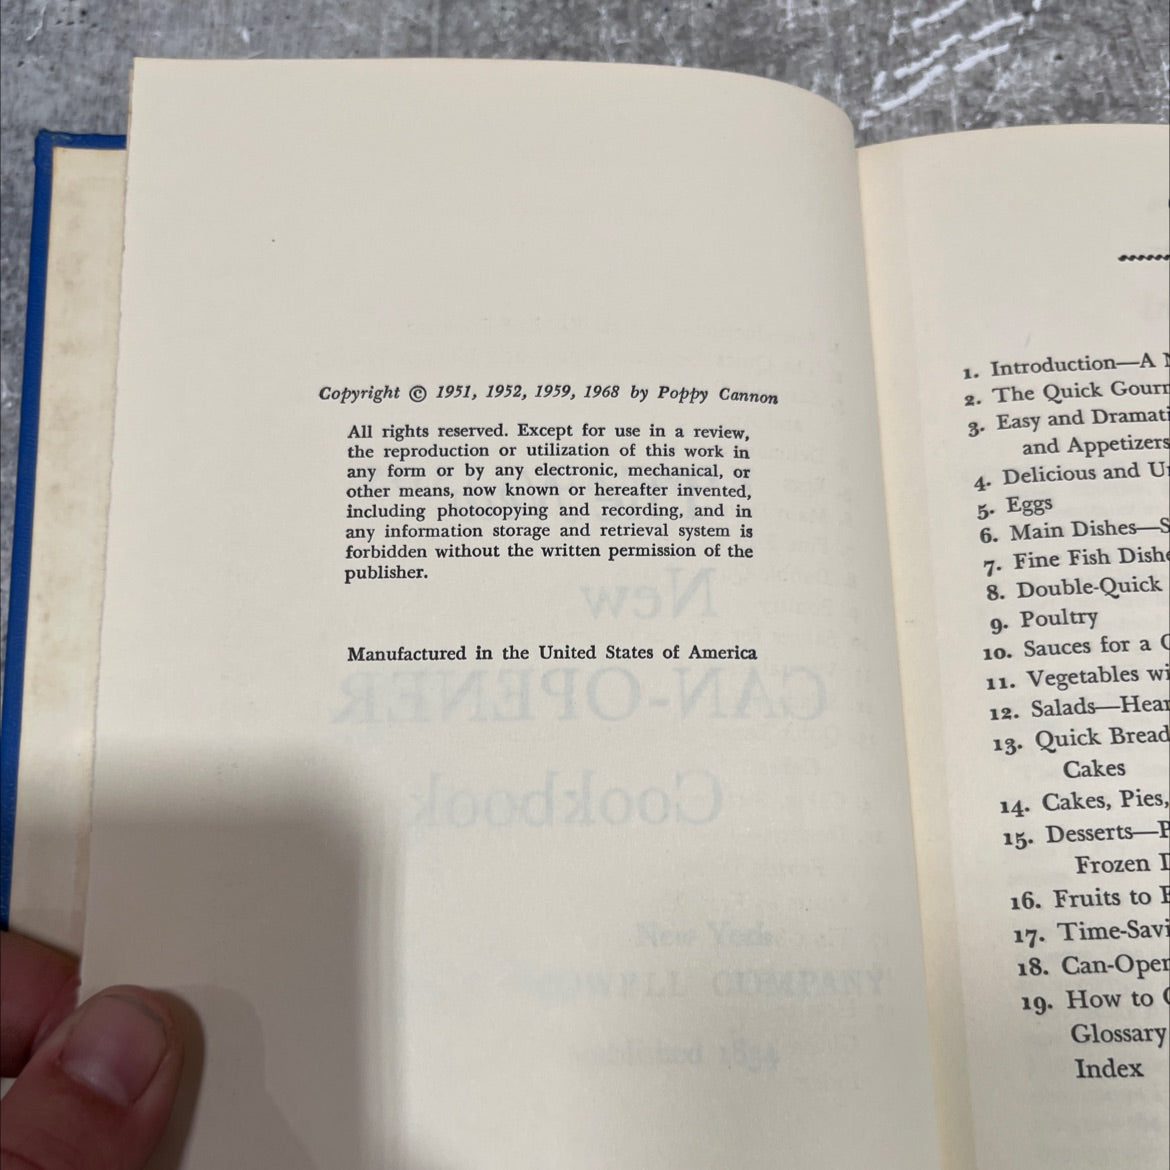 Copyright © 1951, 1952, 1959, 1968 by Poppy Cannon
All rights reserved. Except for use in a review,
the reproduction or utilization of this work in
any form or by any electronic, mechanical, or
other means, now known or hereafter invented,
including photocopying and recording, and in
any information storage and retrieval system is
forbidden without the written permission of the
publisher.
Manufactured in the United States of America
New
CAN-OPENER
Cookbook
New York
COMPANY
1. Introduction—A
2. The Quick
3. Easy and
and Appetizers
4. Delicious and
5. Eggs
6. Main Dishes—
7. Fine Fish
8. Double-Quick
9. Poultry
10. Sauces for a
11. Vegetables
12. Salads—
13. Quick
Cakes
14. Cakes, Pies,
15. Desserts—
Frozen
16. Fruits to
17.
18.
19. How to
Glossary
Index